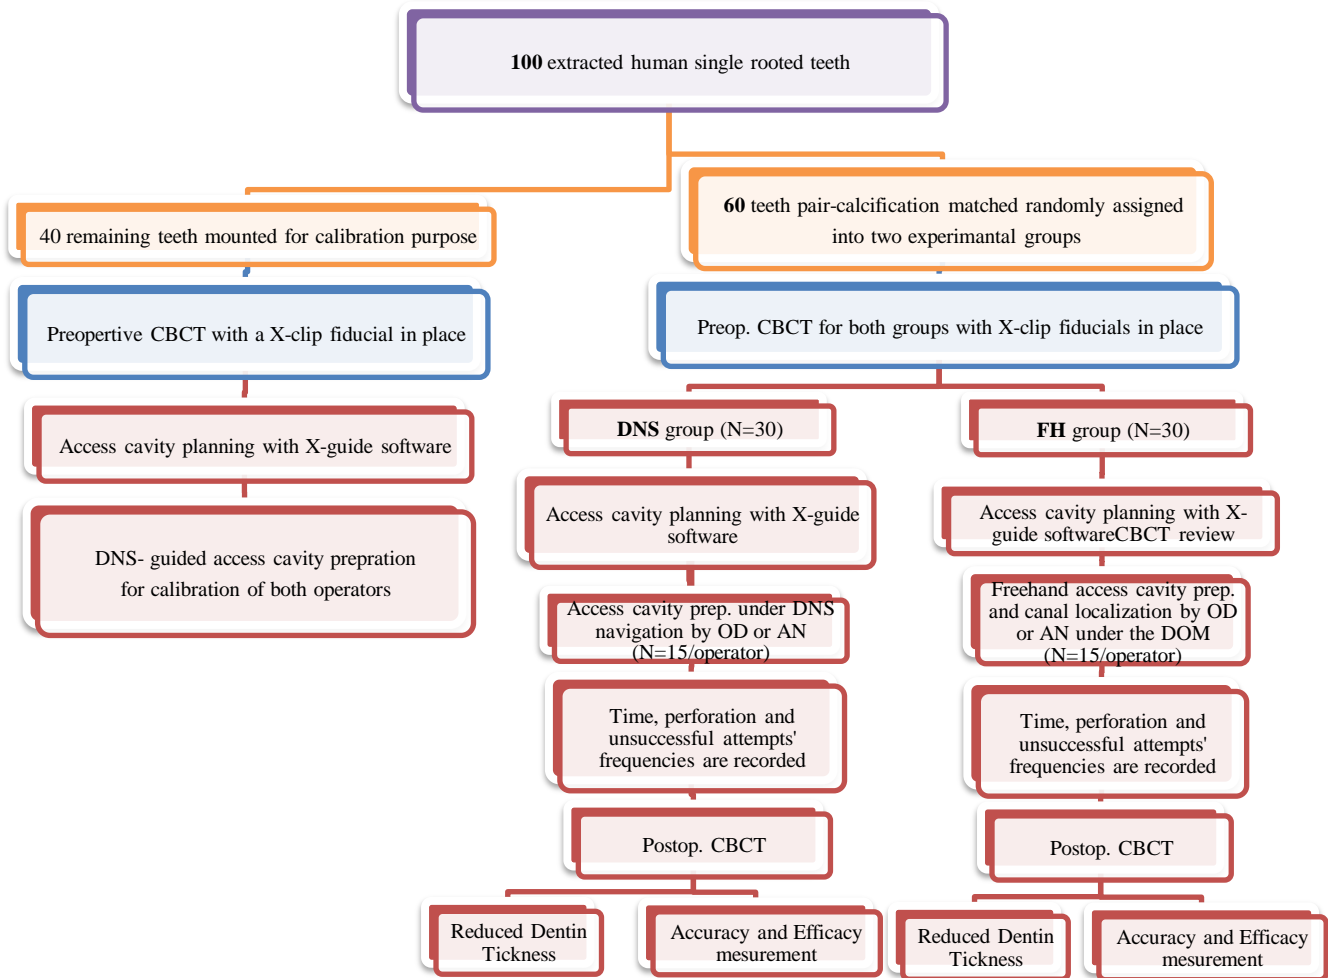 100 extracted human single rooted teeth
40 remaining teeth mounted for calibration purpose
60 teeth pair-calcification matched randomly assigned
into two experimantal groups
Preopertive CBCT with a X-clip fiducial in place
Preop. CBCT for both groups with X-clip fiducials in place
Access cavity planning with X-guide software
DNS group (N=30)
FH group (N=30)
DNS- guided access cavity prepration
for calibration of both operators
Access cavity planning with X-guide
software
Access cavity planning with X-
guide softwareCBCT review
Access cavity prep. under DNS
navigation by OD or AN
(N=15/operator)
Freehand access cavity prep.
and canal localization by OD
or AN under the DOM
(N=15/operator)
Time, perforation and
unsuccessful attempts'
frequencies are recorded
Time, perforation and
unsuccessful attempts'
frequencies are recorded
Postop. CBCT
Postop. CBCT
Reduced Dentin
Tickness
Accuracy and Efficacy
mesurement
Reduced Dentin
Tickness
Accuracy and Efficacy
mesurement